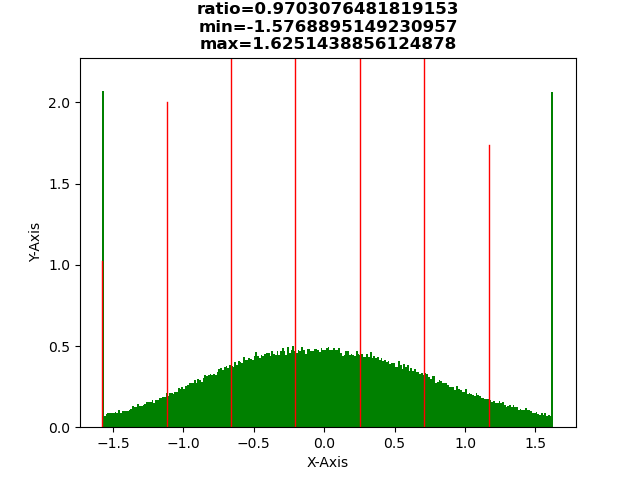 ratio=0.9703076481819153
min=-1.5768895149230957
max=1.6251438856124878
2.0
1.5
1.0
0.5
0.0
Y-Axis
−1.5 −1.0 −0.5 0.0 0.5 1.0 1.5
X-Axis